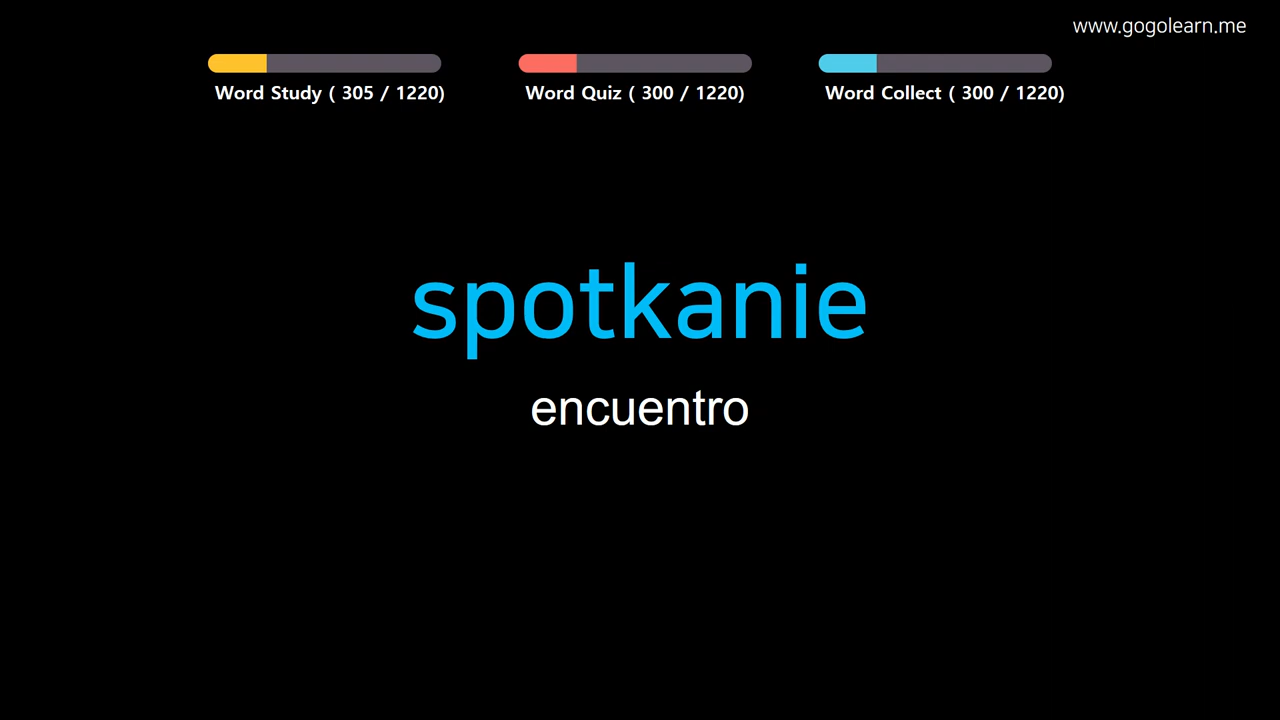 www.gogolearn.me
Word Study ( 305 / 1220)
Word Quiz ( 300 / 1220)
Word Collect ( 300 / 1220)
spotkanie
encuentro